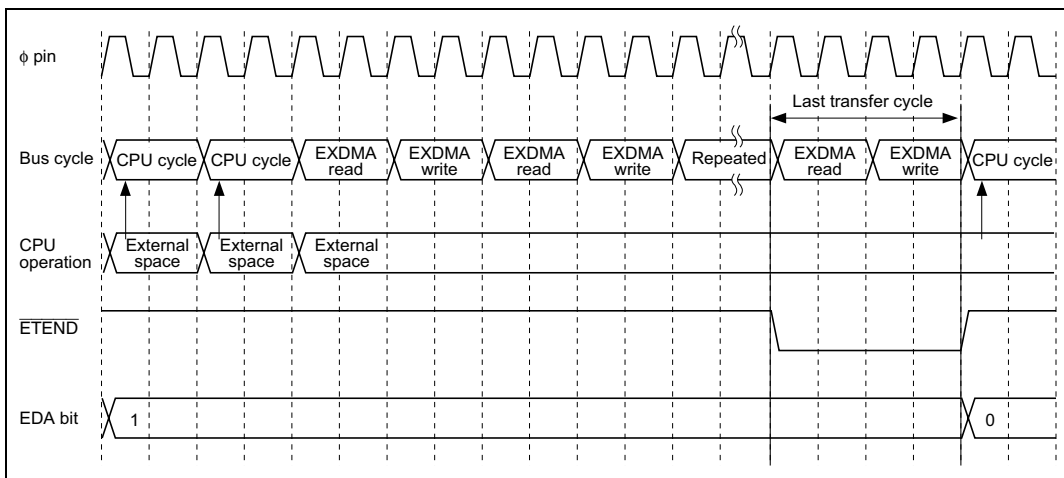 φ pin
Last transfer cycle
Bus cycle
CPU cycle
CPU cycle
EXDMA
read
EXDMA
write
EXDMA
read
EXDMA
write
Repeated
EXDMA
read
EXDMA
write
CPU cycle
CPU
operation
External
space
External
space
External
space
ETEND
EDA bit
1
0